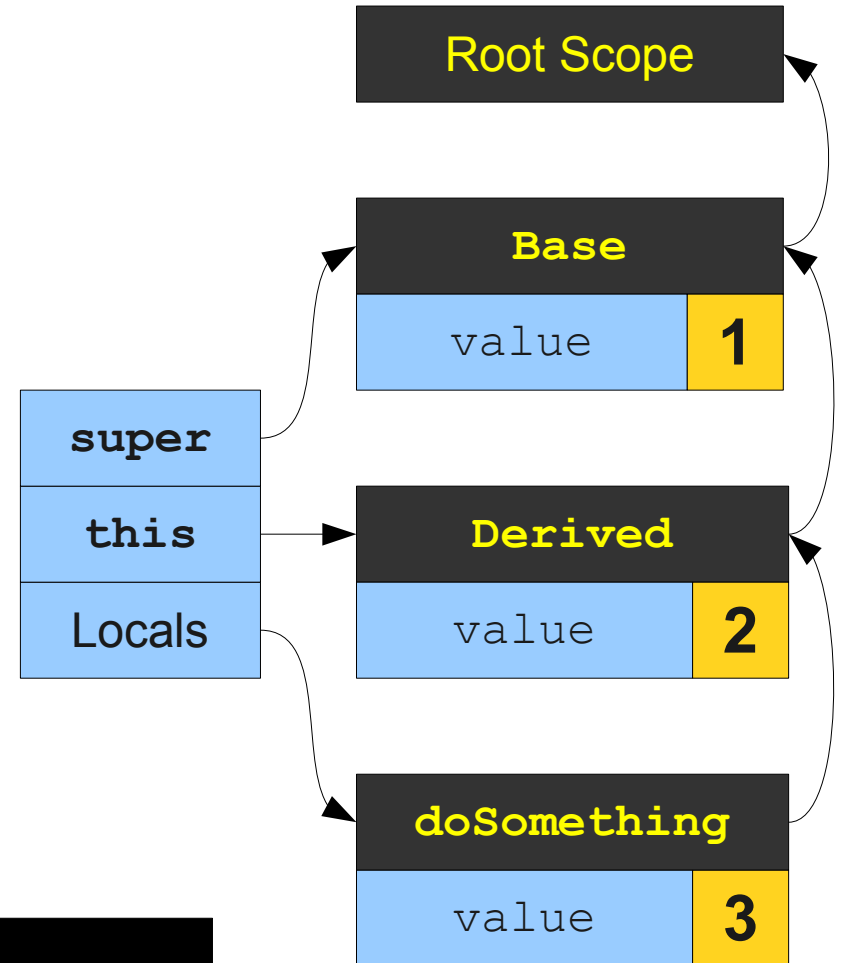 Root Scope
Base
value 1
super
this
Locals
Derived
value 2
doSomething
value 3